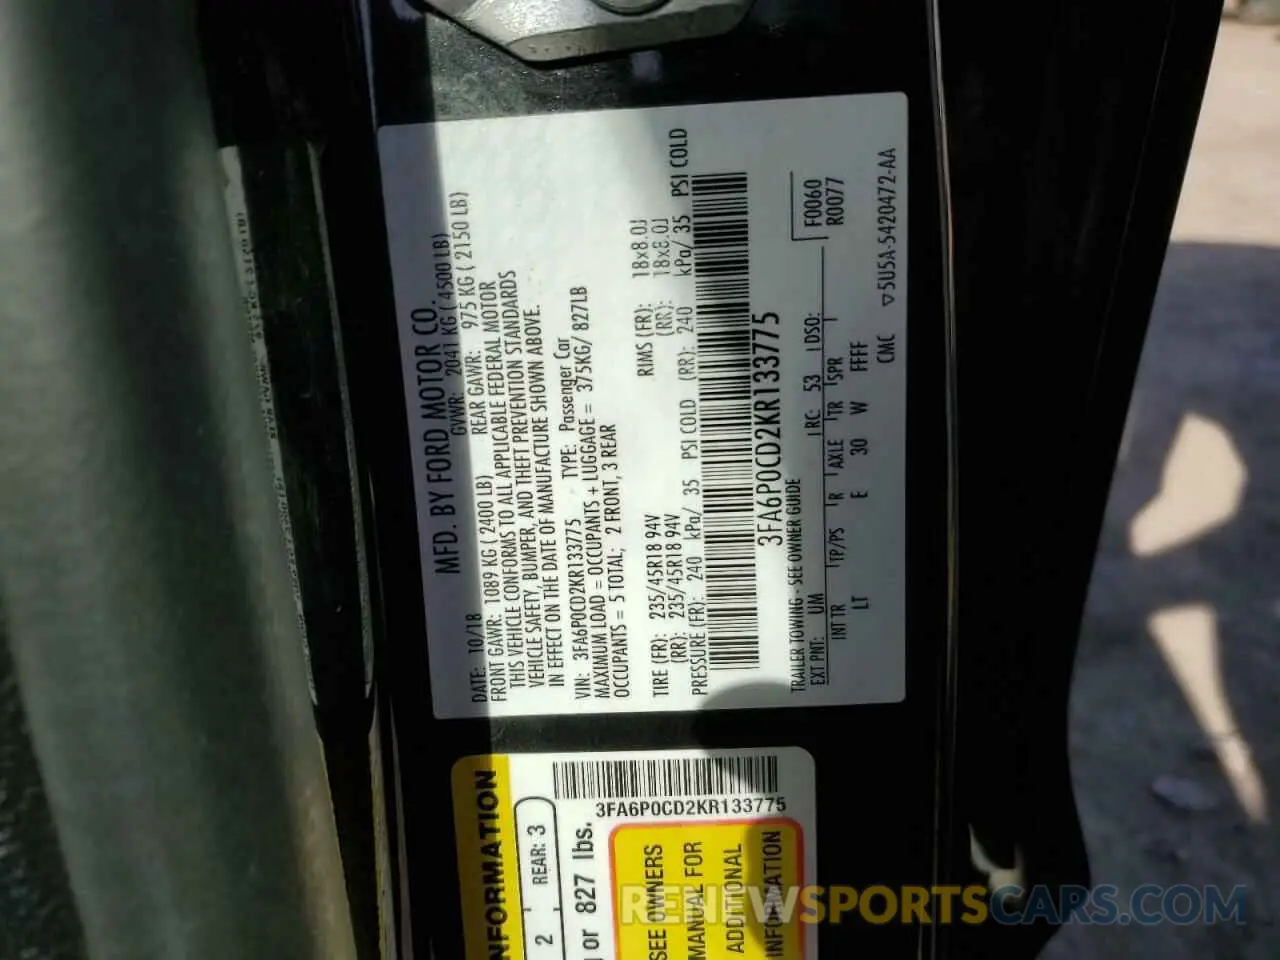 MFD. BY FORD MOTOR CO.
DATE: 10/18 GVWR: 2041 KG ( 4500 LB)
FRONT GAWR: 1089 KG ( 2400 LB) REAR GAWR: 975 KG ( 2150 LB)
THIS VEHICLE CONFORMS TO ALL APPLICABLE FEDERAL MOTOR
VEHICLE SAFETY, BUMPER, AND THEFT PREVENTION STANDARDS
IN EFFECT ON THE DATE OF MANUFACTURE SHOWN ABOVE.
VIN: 3FA6P0CD2KR133775 TYPE: Passenger Car
MAXIMUM LOAD = OCCUPANTS + LUGGAGE = 375KG/ 827LB
OCCUPANTS = 5 TOTAL; 2 FRONT, 3 REAR
TIRE (FR): 235/45R18 94V RIMS (FR): 18x8.0J
(RR): 235/45R18 94V (RR): 18x8.0J
PRESSURE (FR): 240 kPa/ 35 PSI COLD (RR): 240 kPa/ 35 PSI COLD
3FA6P0CD2KR133775
TRAILER TOWING - SEE OWNER GUIDE
EXT PNT: UM RC: 53 DSO: F0060
R0077
INT TR TP/PS R AXLE TR SPR
LT E 30 W FFFF
CMC ▽5U5A-5420472-AA
NFORMATION
2 REAR: 3
or 827 lbs.
3FA6P0CD2KR133775
SEE OWNERS
MANUAL FOR
ADDITIONAL
INFORMATION
RENEWSPORTSCARS.COM